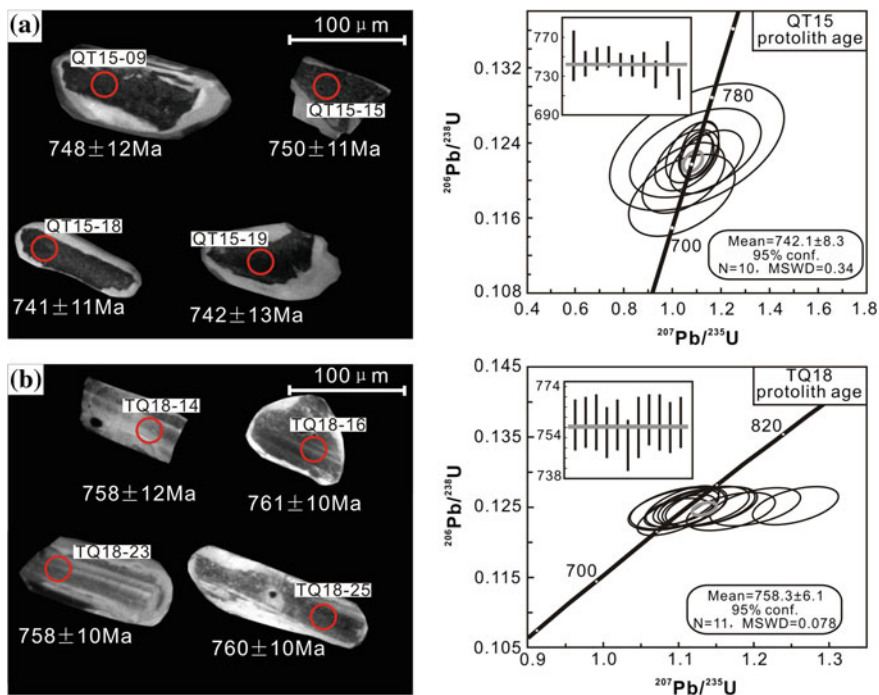 (a)
100 μm
QT15-09
QT15-15
748±12Ma
750±11Ma
QT15-18
QT15-19
741±11Ma
742±13Ma
QT15
protolith age
770
730
690
780
700
0.132
0.124
0.116
0.108
²⁰⁶Pb/²³⁸U
Mean=742.1±8.3
95% conf.
N=10, MSWD=0.34
0.4 0.6 0.8 1.0 1.2 1.4 1.6 1.8
²⁰⁷Pb/²³⁵U
(b)
100 μm
TQ18-14
TQ18-16
758±12Ma
761±10Ma
TQ18-23
TQ18-25
758±10Ma
760±10Ma
TQ18
protolith age
774
754
738
820
700
0.145
0.135
0.125
0.115
0.105
²⁰⁶Pb/²³⁸U
Mean=758.3±6.1
95% conf.
N=11, MSWD=0.078
0.9 1.0 1.1 1.2 1.3
²⁰⁷Pb/²³⁵U